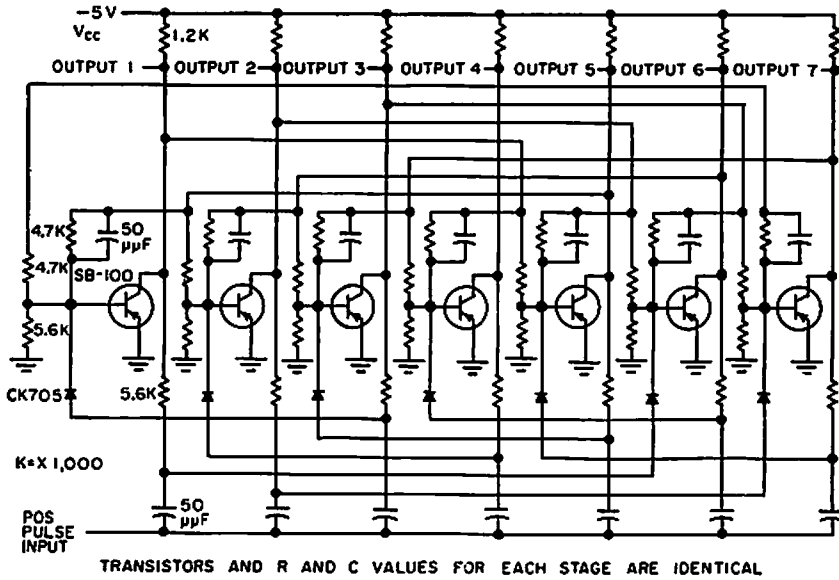 -5V
Vcc
1.2K
OUTPUT 1 OUTPUT 2 OUTPUT 3 OUTPUT 4 OUTPUT 5 OUTPUT 6 OUTPUT 7
4.7K
50
μμF
4.7K
SB-100
5.6K
CK705
5.6K
K=X 1,000
50
μμF
POS
PULSE
INPUT
TRANSISTORS AND R AND C VALUES FOR EACH STAGE ARE IDENTICAL